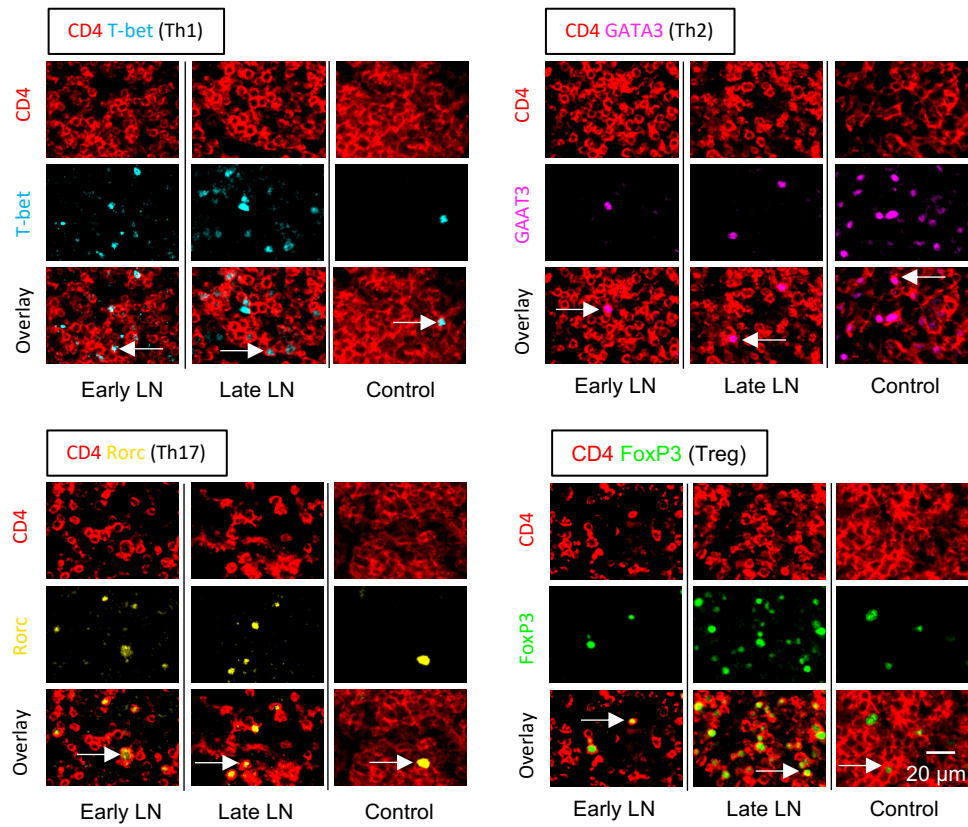 CD4 T-bet (Th1)
CD4
T-bet
Overlay
Early LN
Late LN
Control
CD4 GATA3 (Th2)
CD4
GAAT3
Overlay
Early LN
Late LN
Control
CD4 Rorc (Th17)
CD4
Rorc
Overlay
Early LN
Late LN
Control
CD4 FoxP3 (Treg)
CD4
FoxP3
Overlay
20 µm
Early LN
Late LN
Control